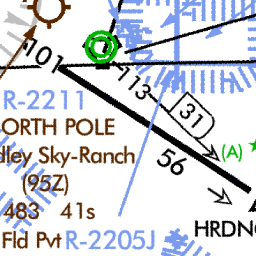 101
113
31
R-2211
ORTH POLE
dley Sky-Ranch
(95Z)
483 41s
Fld Pvt
R-2205J
56
(A)
HRDN